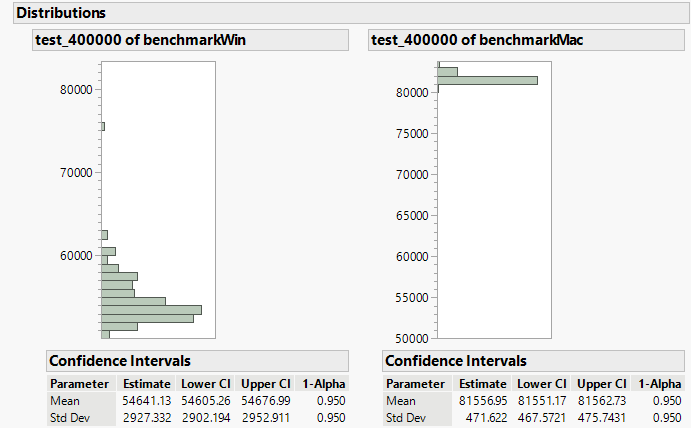 Distributions
test_400000 of benchmarkWin
80000
70000
60000
Confidence Intervals
Parameter Estimate Lower CI Upper CI 1-Alpha
Mean 54641.13 54605.26 54676.99 0.950
Std Dev 2927.332 2902.194 2952.911 0.950
test_400000 of benchmarkMac
80000
75000
70000
65000
60000
55000
50000
Confidence Intervals
Parameter Estimate Lower CI Upper CI 1-Alpha
Mean 81556.95 81551.17 81562.73 0.950
Std Dev 471.622 467.5721 475.7431 0.950